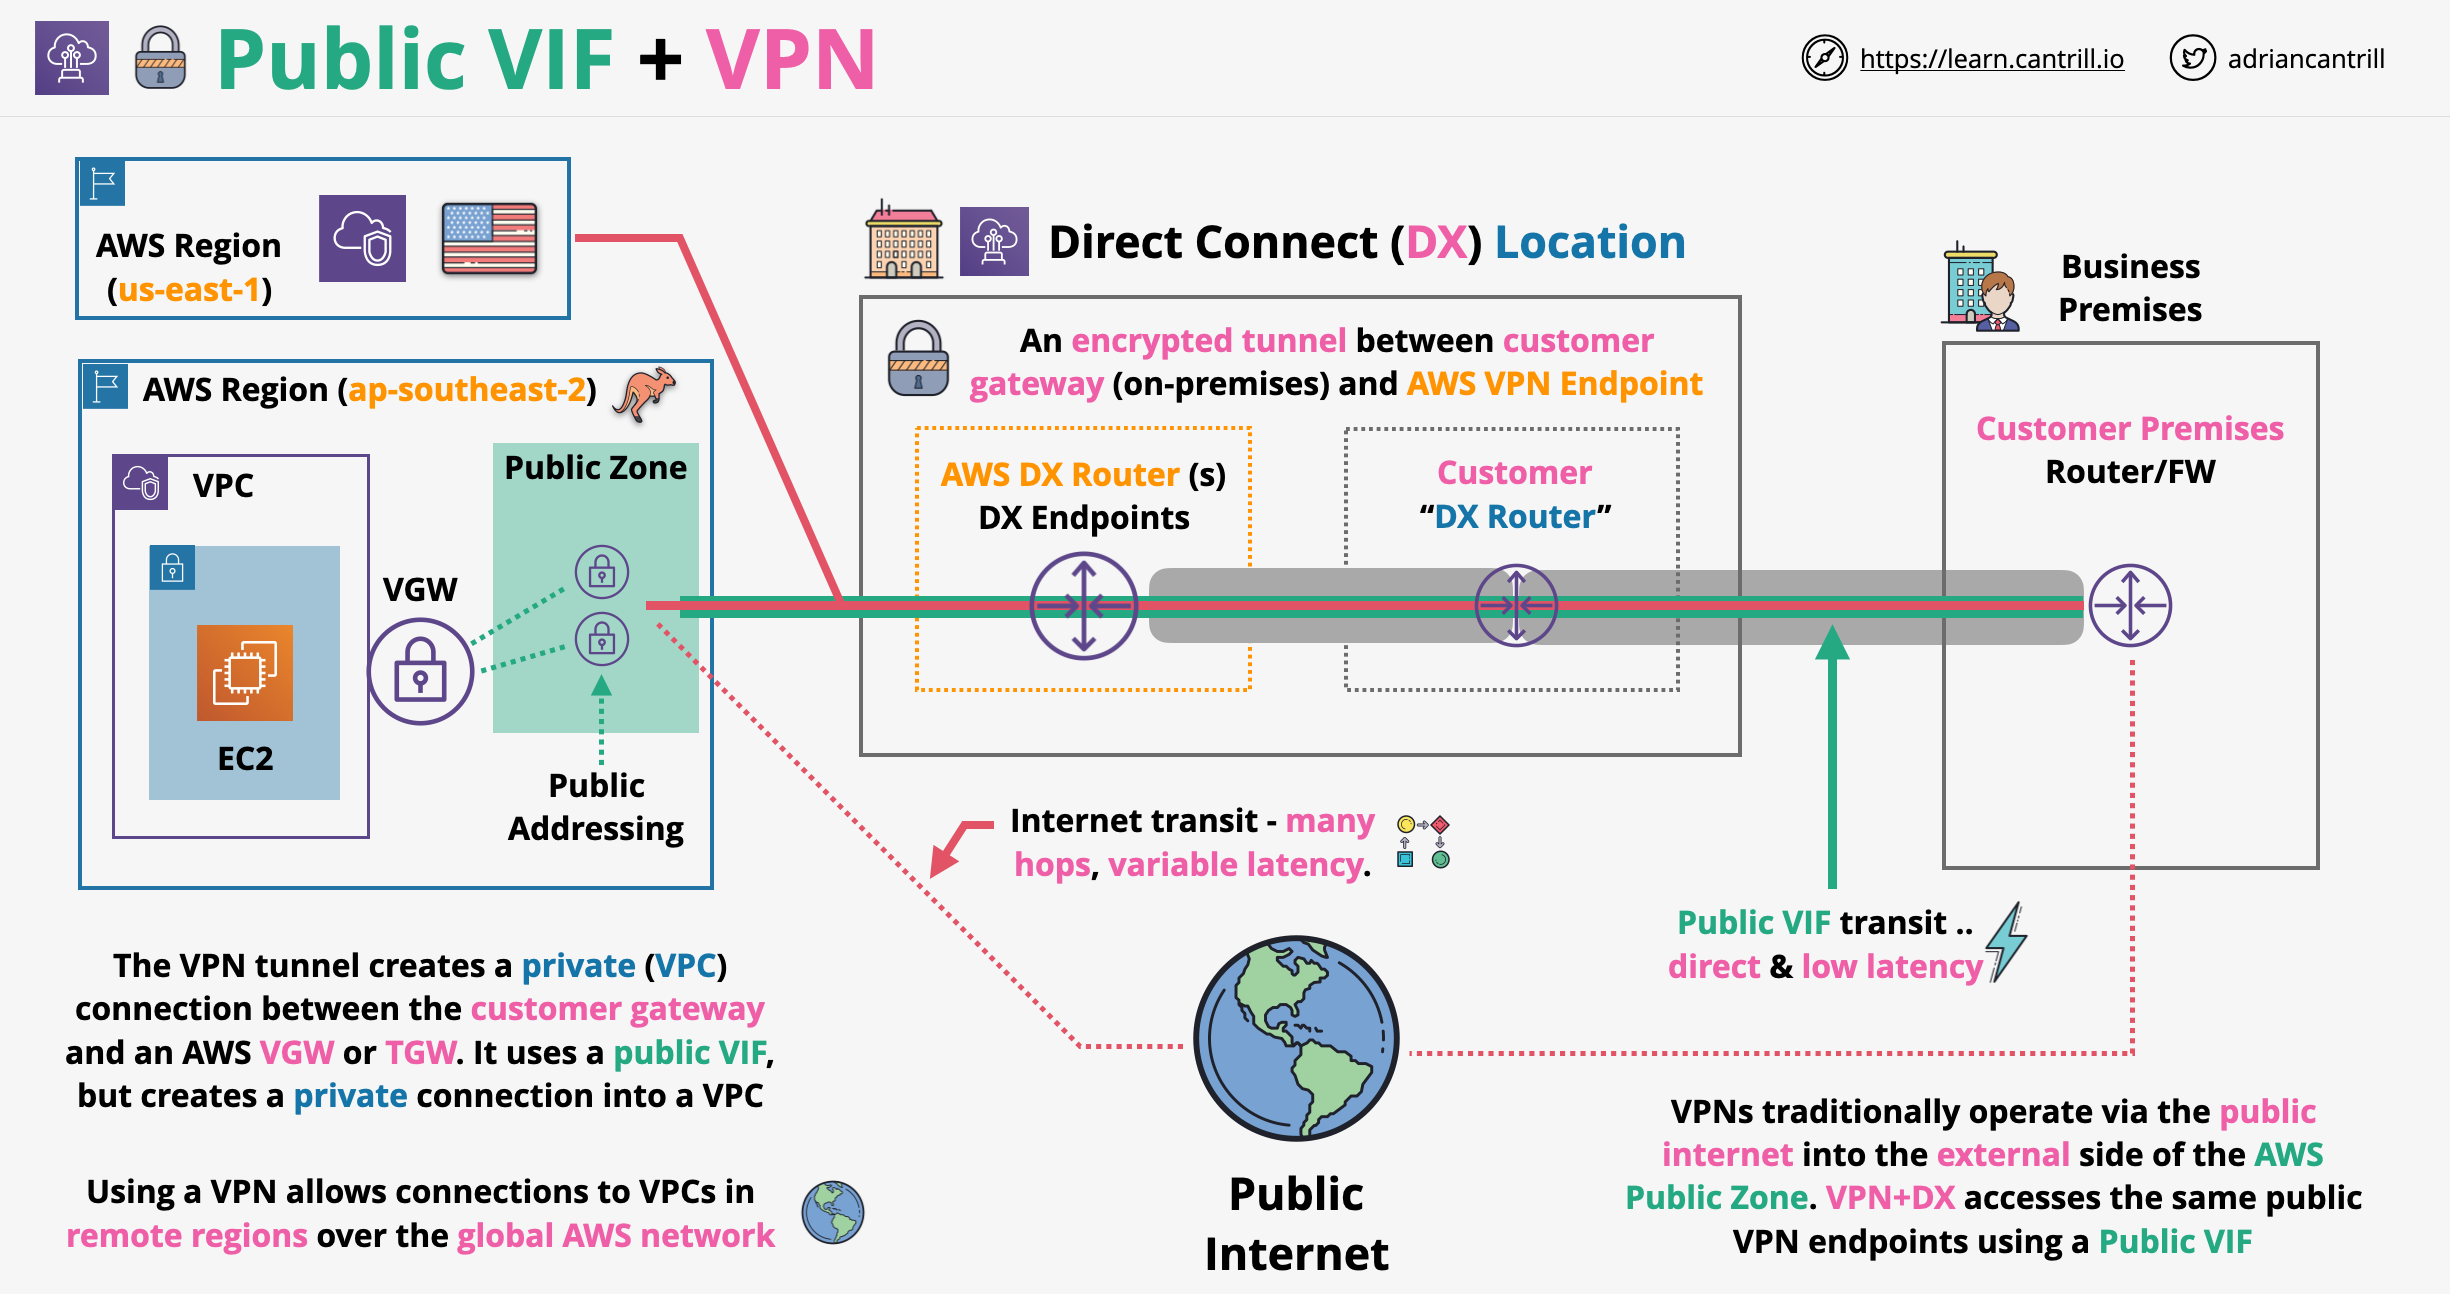 Public VIF + VPN
https://learn.cantrill.io
adriancantrill
AWS Region
(us-east-1)
Direct Connect (DX) Location
Business
Premises
An encrypted tunnel between customer
gateway (on-premises) and AWS VPN Endpoint
AWS Region (ap-southeast-2)
VPC
Public Zone
AWS DX Router (s)
DX Endpoints
Customer
“DX Router”
Customer Premises
Router/FW
VGW
EC2
Public
Addressing
Internet transit - many
hops, variable latency.
Public VIF transit ..
direct & low latency
The VPN tunnel creates a private (VPC)
connection between the customer gateway
and an AWS VGW or TGW. It uses a public VIF,
but creates a private connection into a VPC
Using a VPN allows connections to VPCs in
remote regions over the global AWS network
Public
Internet
VPNs traditionally operate via the public
internet into the external side of the AWS
Public Zone. VPN+DX accesses the same public
VPN endpoints using a Public VIF